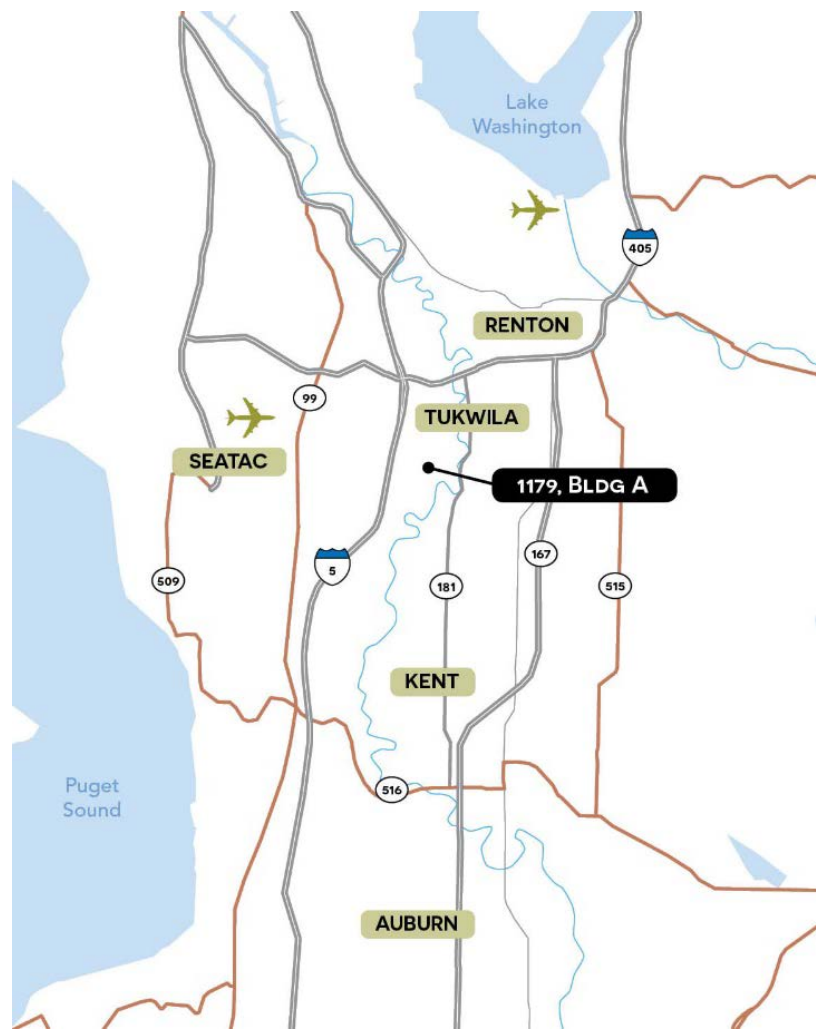 Lake
Washington
405
RENTON
99
TUKWILA
SEATAC
1179, BLDG A
167
5
509
181
515
KENT
Puget
Sound
516
AUBURN